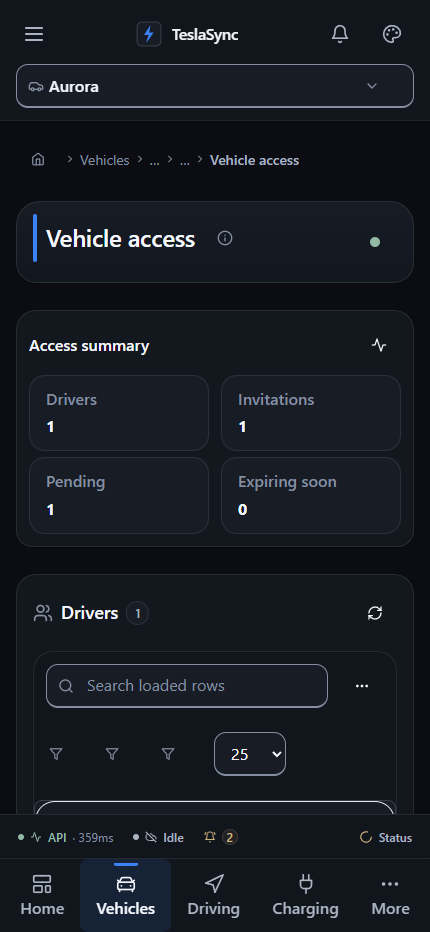 TeslaSync
Aurora
Vehicles ... ... Vehicle access
Vehicle access
Access summary
Drivers
1
Invitations
1
Pending
1
Expiring soon
0
Drivers 1
Search loaded rows
25
API · 359ms Idle 2 Status
Home Vehicles Driving Charging More